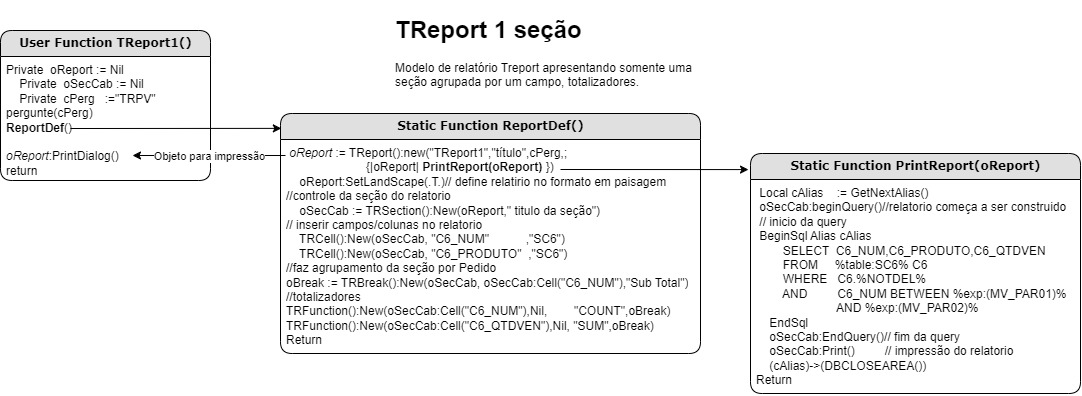 TReport 1 seção
Modelo de relatório Treport apresentando somente uma
seção agrupada por um campo, totalizadores.
User Function TReport1()
Private  oReport := Nil
Private  oSecCab := Nil
Private  cPerg   :="TRPV"
pergunte(cPerg)
ReportDef()
oReport:PrintDialog()
return
Objeto para impressão
Static Function ReportDef()
oReport := TReport():new("TReport1","título",cPerg,;
{|oReport| PrintReport(oReport) })
oReport:SetLandScape(.T.)// define relatirio no formato em paisagem
//controle da seção do relatorio
oSecCab := TRSection():New(oReport," titulo da seção")
// inserir campos/colunas no relatorio
TRCell():New(oSecCab, "C6_NUM"          ,"SC6")
TRCell():New(oSecCab, "C6_PRODUTO"  ,"SC6")
//faz agrupamento da seção por Pedido
oBreak := TRBreak():New(oSecCab, oSecCab:Cell("C6_NUM"),"Sub Total")
//totalizadores
TRFunction():New(oSecCab:Cell("C6_NUM"),Nil,        "COUNT",oBreak)
TRFunction():New(oSecCab:Cell("C6_QTDVEN"),Nil, "SUM",oBreak)
Return
Static Function PrintReport(oReport)
Local cAlias    := GetNextAlias()
oSecCab:beginQuery()//relatorio começa a ser construido
// inicio da query
BeginSql Alias cAlias
SELECT  C6_NUM,C6_PRODUTO,C6_QTDVEN
FROM     %table:SC6% C6
WHERE   C6.%NOTDEL%
AND         C6_NUM BETWEEN %exp:(MV_PAR01)%
AND %exp:(MV_PAR02)%
EndSql
oSecCab:EndQuery()// fim da query
oSecCab:Print()         // impressão do relatorio
(cAlias)->(DBCLOSEAREA())
Return